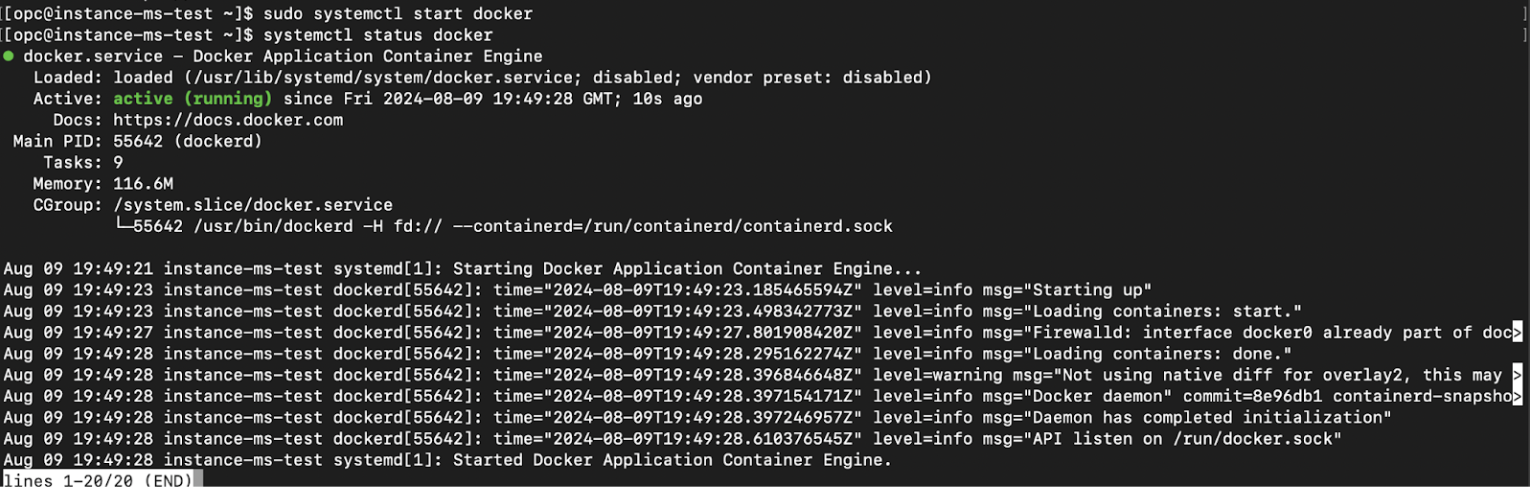 [[opc@instance-ms-test ~]$ sudo systemctl start docker ]
[[opc@instance-ms-test ~]$ systemctl status docker ]
● docker.service – Docker Application Container Engine
Loaded: loaded (/usr/lib/systemd/system/docker.service; disabled; vendor preset: disabled)
Active: active (running) since Fri 2024-08-09 19:49:28 GMT; 10s ago
Docs: https://docs.docker.com
Main PID: 55642 (dockerd)
Tasks: 9
Memory: 116.6M
CGroup: /system.slice/docker.service
└─55642 /usr/bin/dockerd -H fd:// --containerd=/run/containerd/containerd.sock
Aug 09 19:49:21 instance-ms-test systemd[1]: Starting Docker Application Container Engine...
Aug 09 19:49:23 instance-ms-test dockerd[55642]: time="2024-08-09T19:49:23.185465594Z" level=info msg="Starting up"
Aug 09 19:49:23 instance-ms-test dockerd[55642]: time="2024-08-09T19:49:23.498342773Z" level=info msg="Loading containers: start."
Aug 09 19:49:27 instance-ms-test dockerd[55642]: time="2024-08-09T19:49:27.801908420Z" level=info msg="Firewalld: interface docker0 already part of doc>
Aug 09 19:49:28 instance-ms-test dockerd[55642]: time="2024-08-09T19:49:28.295162274Z" level=info msg="Loading containers: done."
Aug 09 19:49:28 instance-ms-test dockerd[55642]: time="2024-08-09T19:49:28.396846648Z" level=warning msg="Not using native diff for overlay2, this may >
Aug 09 19:49:28 instance-ms-test dockerd[55642]: time="2024-08-09T19:49:28.397154171Z" level=info msg="Docker daemon" commit=8e96db1 containerd-snapsho>
Aug 09 19:49:28 instance-ms-test dockerd[55642]: time="2024-08-09T19:49:28.397246957Z" level=info msg="Daemon has completed initialization"
Aug 09 19:49:28 instance-ms-test dockerd[55642]: time="2024-08-09T19:49:28.610376545Z" level=info msg="API listen on /run/docker.sock"
Aug 09 19:49:28 instance-ms-test systemd[1]: Started Docker Application Container Engine.
lines 1-20/20 (END)